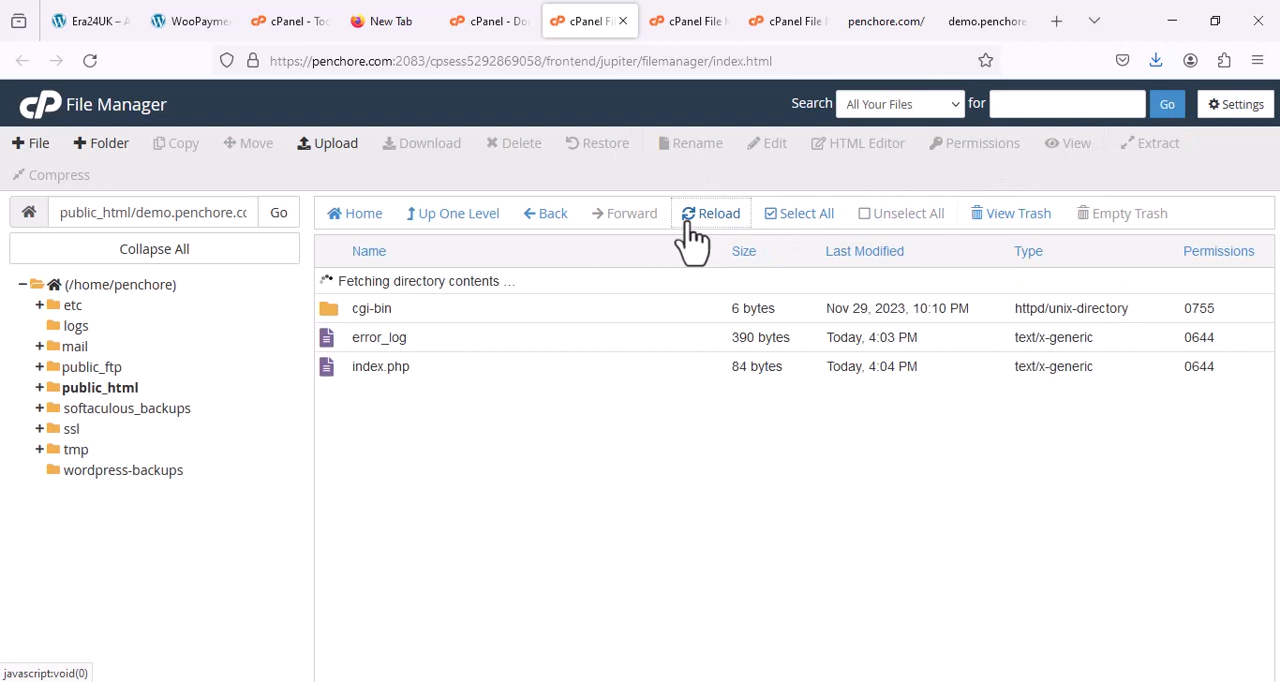 Era24UK – A
WooPaymen
cPanel - Too
New Tab
cPanel - Do
cPanel Fi
cPanel File M
cPanel File M
penchore.com/
demo.penchore
https://penchore.com:2083/cpsess5292869058/frontend/jupiter/filemanager/index.html
cP File Manager
Search
All Your Files
for
Go
Settings
File
Folder
Copy
Move
Upload
Download
Delete
Restore
Rename
Edit
HTML Editor
Permissions
View
Extract
Compress
public_html/demo.penchore.cc
Go
Home
Up One Level
Back
Forward
Reload
Select All
Unselect All
View Trash
Empty Trash
Collapse All
Name Size Last Modified Type Permissions
Fetching directory contents ...
(/home/penchore)
etc
logs
mail
public_ftp
public_html
softaculous_backups
ssl
tmp
wordpress-backups
cgi-bin 6 bytes Nov 29, 2023, 10:10 PM httpd/unix-directory 0755
error_log 390 bytes Today, 4:03 PM text/x-generic 0644
index.php 84 bytes Today, 4:04 PM text/x-generic 0644
javascript:void(0)